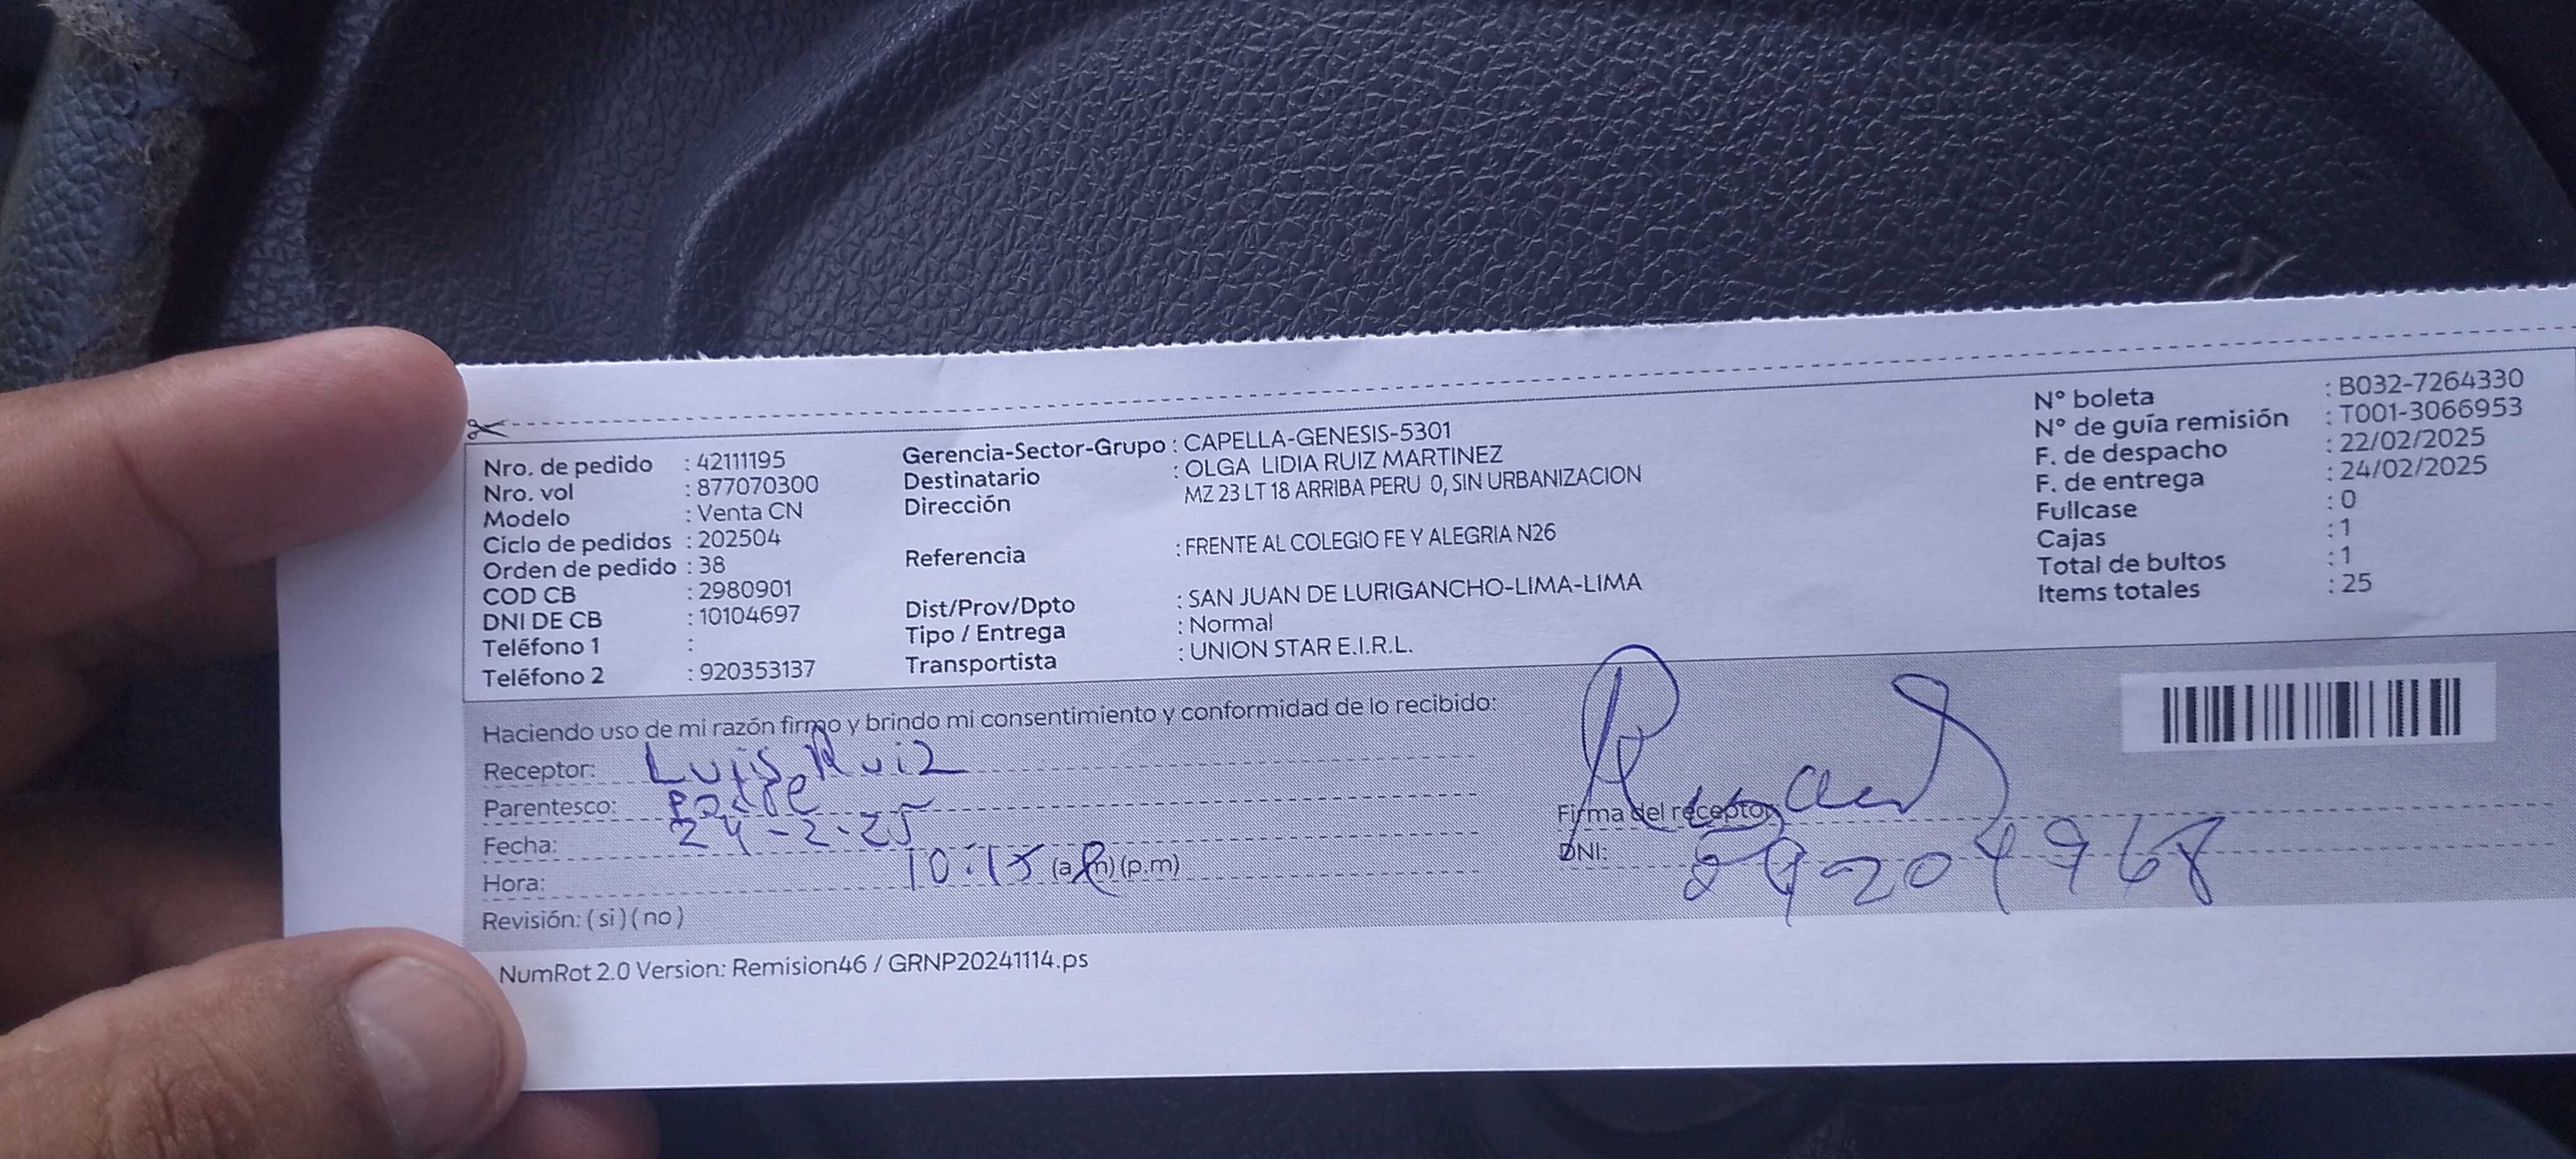 Nro. de pedido : 42111195
Nro. vol : 877070300
Modelo : Venta CN
Ciclo de pedidos : 202504
Orden de pedido : 38
COD CB : 2980901
DNI DE CB : 10104697
Teléfono 1 :
Teléfono 2 : 920353137
Gerencia-Sector-Grupo : CAPELLA-GENESIS-5301
Destinatario : OLGA LIDIA RUIZ MARTINEZ
Dirección MZ 23 LT 18 ARRIBA PERU 0, SIN URBANIZACION
Referencia : FRENTE AL COLEGIO FE Y ALEGRIA N26
Dist/Prov/Dpto : SAN JUAN DE LURIGANCHO-LIMA-LIMA
Tipo / Entrega : Normal
Transportista : UNION STAR E.I.R.L.
N° boleta : B032-7264330
N° de guía remisión : T001-3066953
F. de despacho : 22/02/2025
F. de entrega : 24/02/2025
Fullcase : 0
Cajas : 1
Total de bultos : 1
Items totales : 25
Haciendo uso de mi razón firmo y brindo mi consentimiento y conformidad de lo recibido:
Receptor: Luis Ruiz
Parentesco: Padre
Fecha: 24-2-25
Hora: 10:15 (a.m) (p.m)
Revisión: (si) (no)
Firma del receptor
DNI:
NumRot 2.0 Version: Remision46 / GRNP20241114.ps